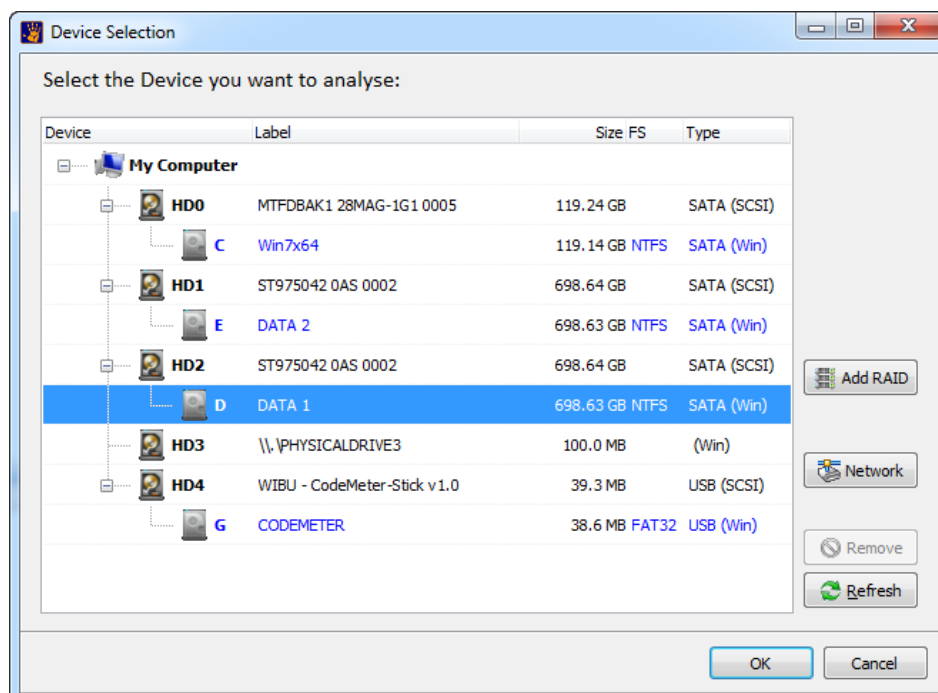 Device Selection
Select the Device you want to analyse:
Device Label Size FS Type
My Computer
HD0 MTFDBAK1 28MAG-1G1 0005 119.24 GB SATA (SCSI)
C Win7x64 119.14 GB NTFS SATA (Win)
HD1 ST975042 0AS 0002 698.64 GB SATA (SCSI)
E DATA 2 698.63 GB NTFS SATA (Win)
HD2 ST975042 0AS 0002 698.64 GB SATA (SCSI)
D DATA 1 698.63 GB NTFS SATA (Win)
HD3 \\.\PHYSICALDRIVE3 100.0 MB (Win)
HD4 WIBU - CodeMeter-Stick v1.0 39.3 MB USB (SCSI)
G CODEMETER 38.6 MB FAT32 USB (Win)
Add RAID
Network
Remove
Refresh
OK Cancel